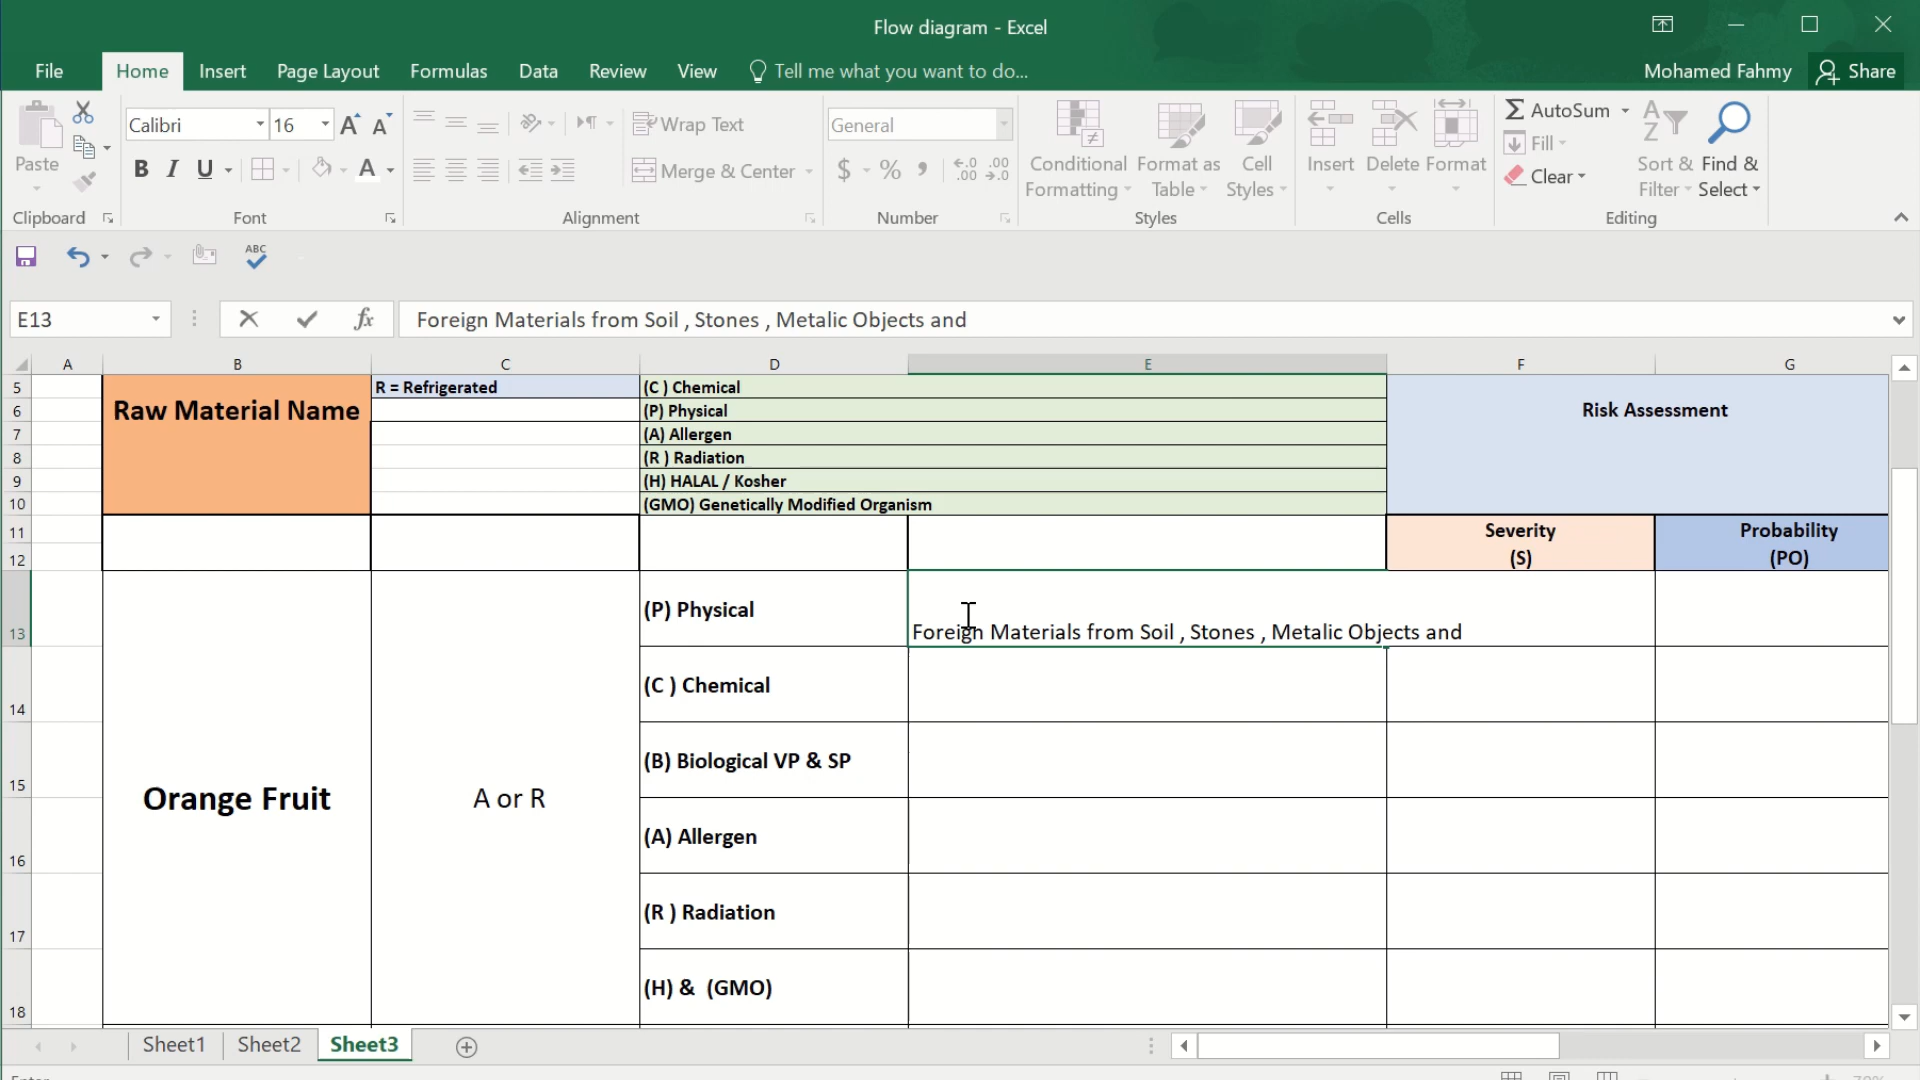 Flow diagram - Excel
File Home Insert Page Layout Formulas Data Review View Tell me what you want to do... Mohamed Fahmy Share
Paste
Clipboard
Calibri 16 A A
B I U A
Font
Wrap Text
Merge & Center
Alignment
General
$ % , ←.0 .00 .00 →.0
Number
Conditional Formatting
Format as Table
Cell Styles
Styles
Insert Delete Format
Cells
Σ AutoSum
Fill
Clear
A Z
Sort & Filter
Find & Select
Editing
ABC
E13 fx Foreign Materials from Soil , Stones , Metalic Objects and
A B C D E F G
5 Raw Material Name R = Refrigerated (C ) Chemical Risk Assessment
6 (P) Physical
7 (A) Allergen
8 (R ) Radiation
9 (H) HALAL / Kosher
10 (GMO) Genetically Modified Organism
11 Severity Probability
12 (S) (PO)
13 (P) Physical Foreign Materials from Soil , Stones , Metalic Objects and
14 (C ) Chemical
15 (B) Biological VP & SP
Orange Fruit A or R
16 (A) Allergen
17 (R ) Radiation
18 (H) & (GMO)
Sheet1 Sheet2 Sheet3